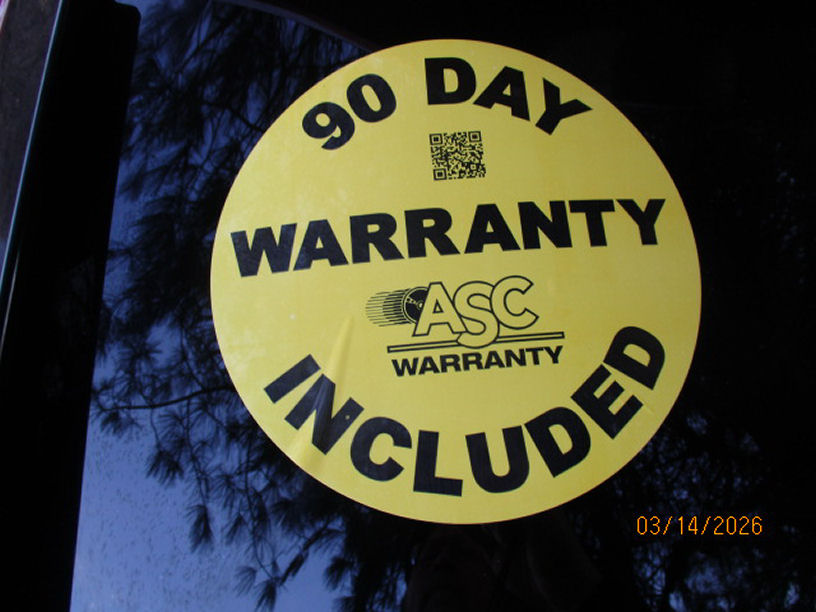 90 DAY
WARRANTY
ASC
WARRANTY
INCLUDED
03/14/2026